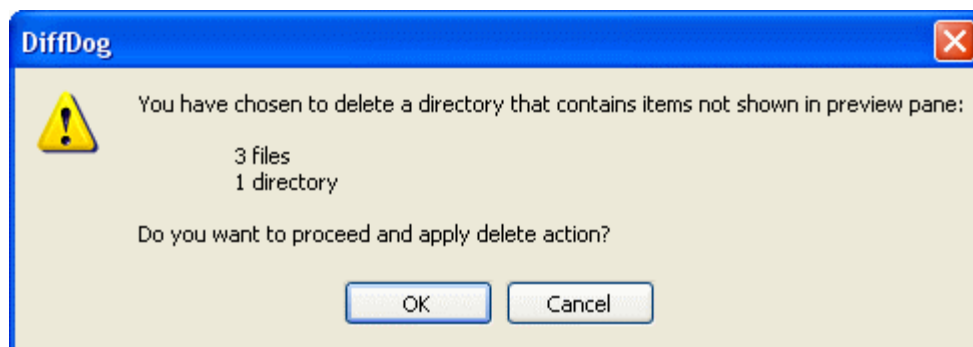 DiffDog
You have chosen to delete a directory that contains items not shown in preview pane:
3 files
1 directory
Do you want to proceed and apply delete action?
OK
Cancel